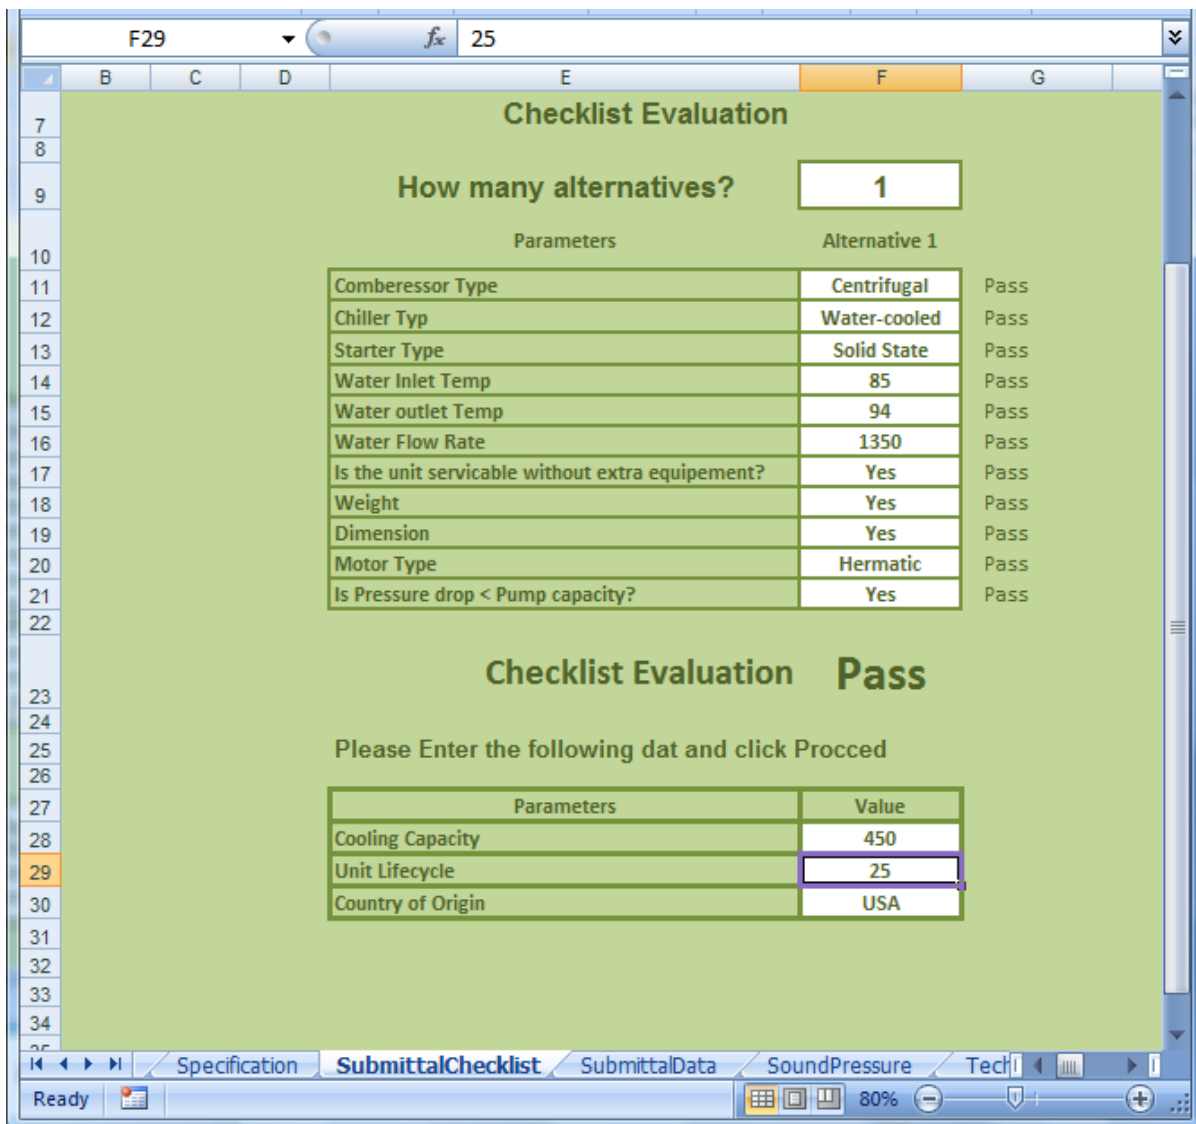 F29 fx 25
B C D E F G
7 Checklist Evaluation
8
9 How many alternatives? 1
10 Parameters Alternative 1
11 Comberessor Type Centrifugal Pass
12 Chiller Typ Water-cooled Pass
13 Starter Type Solid State Pass
14 Water Inlet Temp 85 Pass
15 Water outlet Temp 94 Pass
16 Water Flow Rate 1350 Pass
17 Is the unit servicable without extra equipement? Yes Pass
18 Weight Yes Pass
19 Dimension Yes Pass
20 Motor Type Hermatic Pass
21 Is Pressure drop < Pump capacity? Yes Pass
22
23 Checklist Evaluation Pass
24
25 Please Enter the following dat and click Procced
26
27 Parameters Value
28 Cooling Capacity 450
29 Unit Lifecycle 25
30 Country of Origin USA
31
32
33
34
Specification SubmittalChecklist SubmittalData SoundPressure Tech
Ready 80%